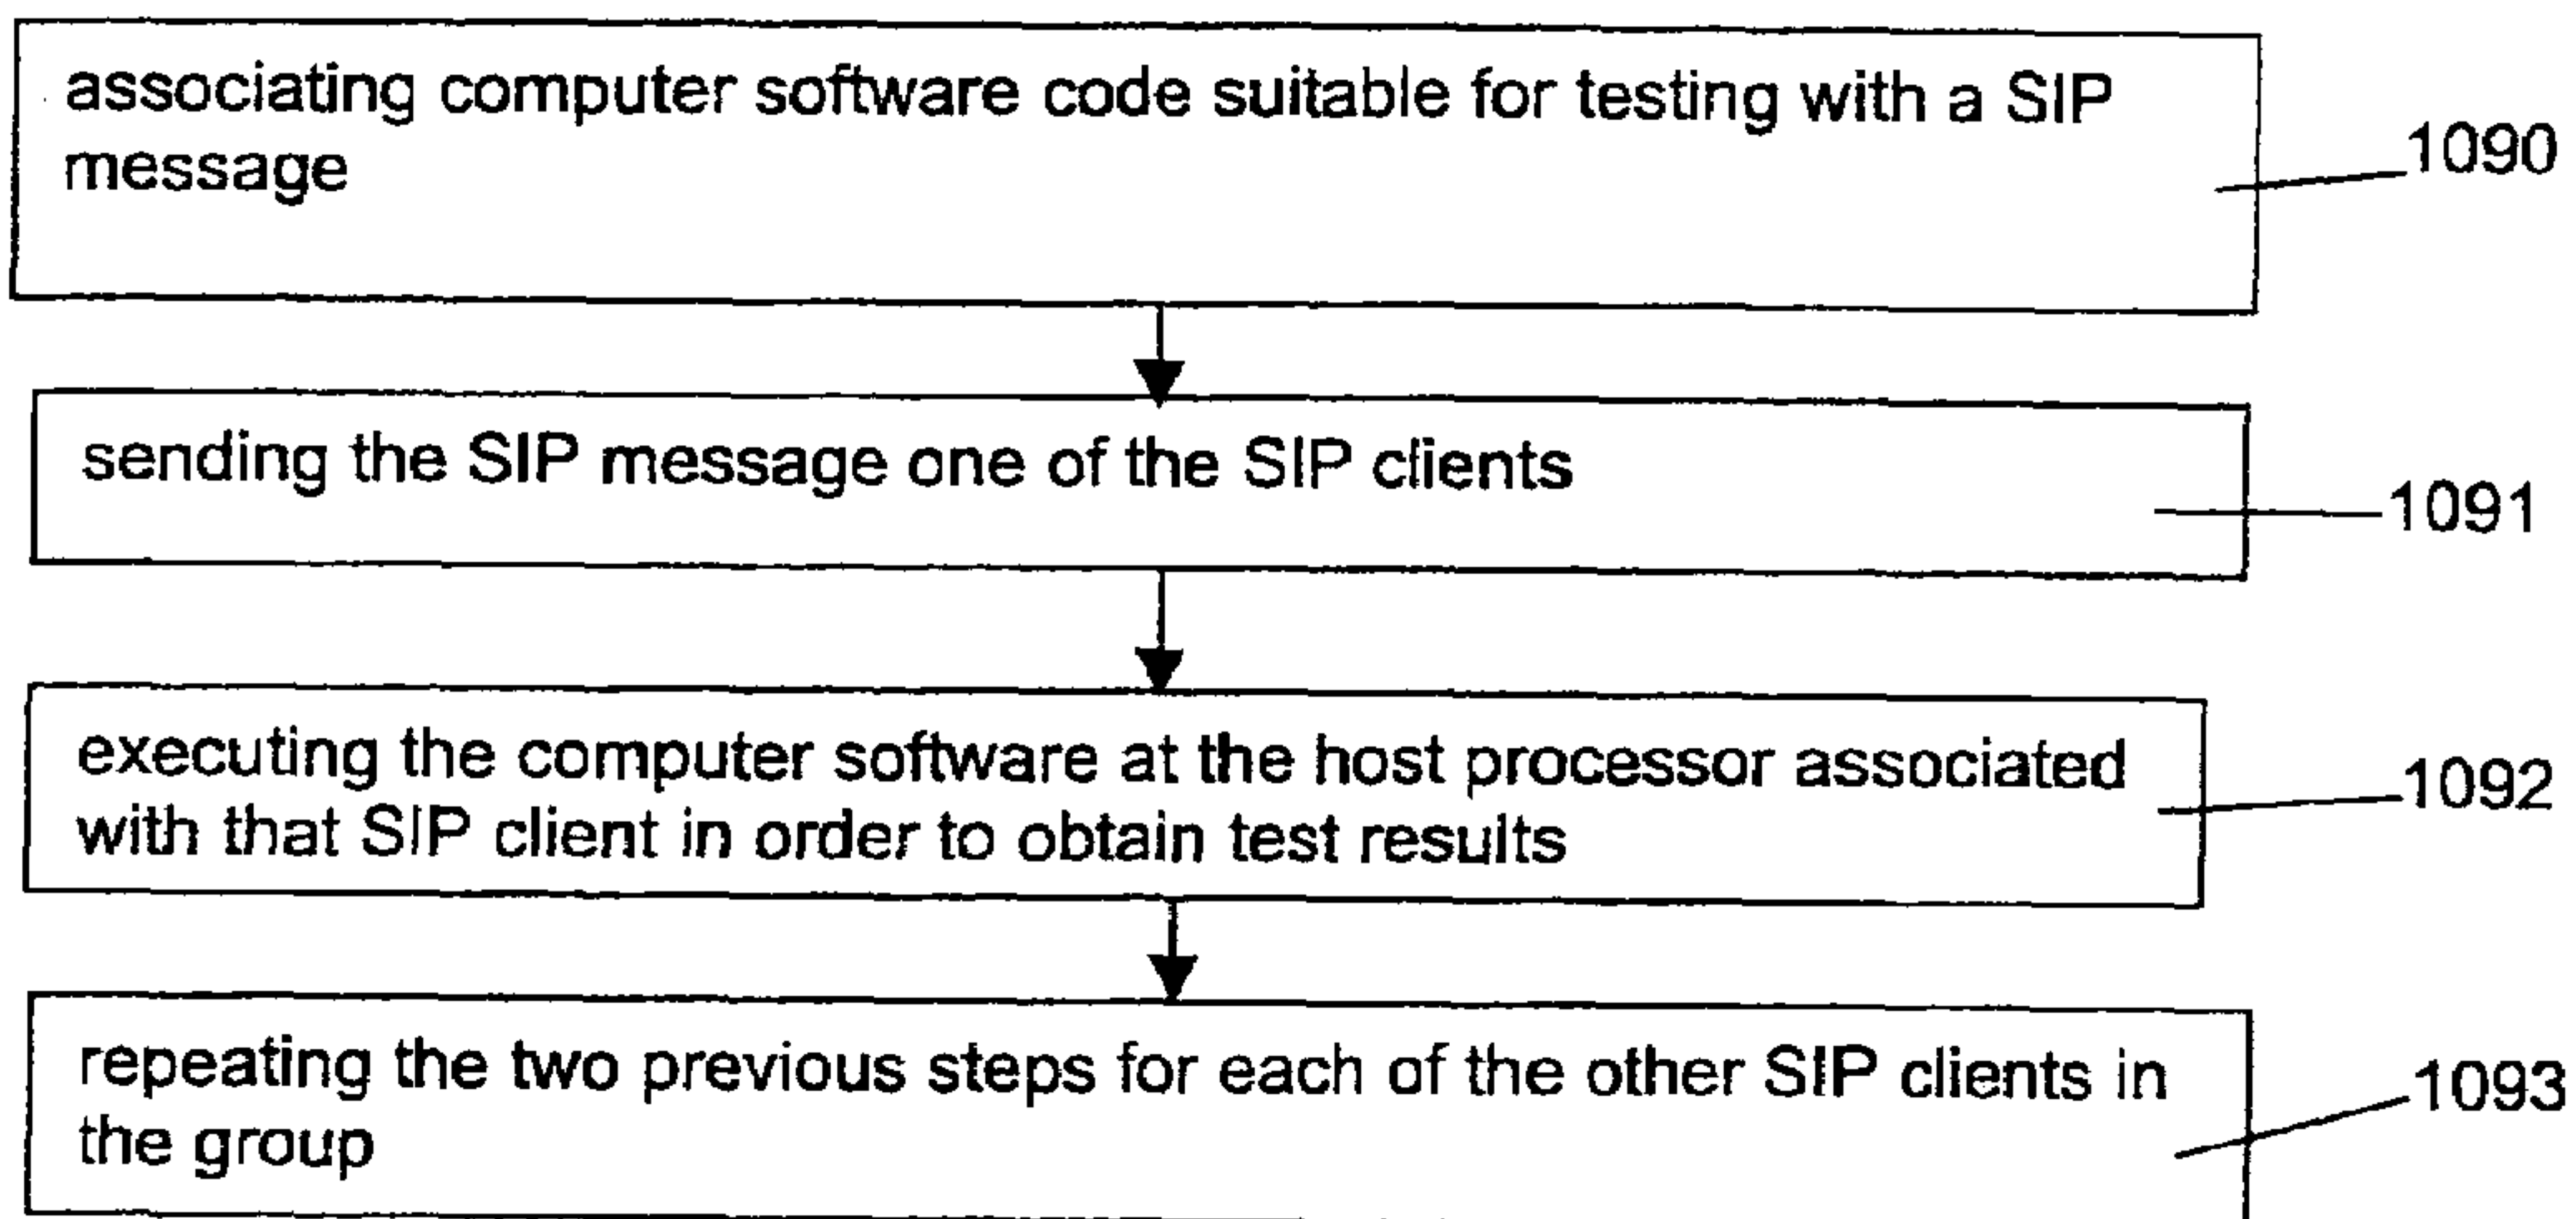 associating computer software code suitable for testing with a SIP
message
1090
sending the SIP message one of the SIP clients
1091
executing the computer software at the host processor associated
with that SIP client in order to obtain test results
1092
repeating the two previous steps for each of the other SIP clients in
the group
1093